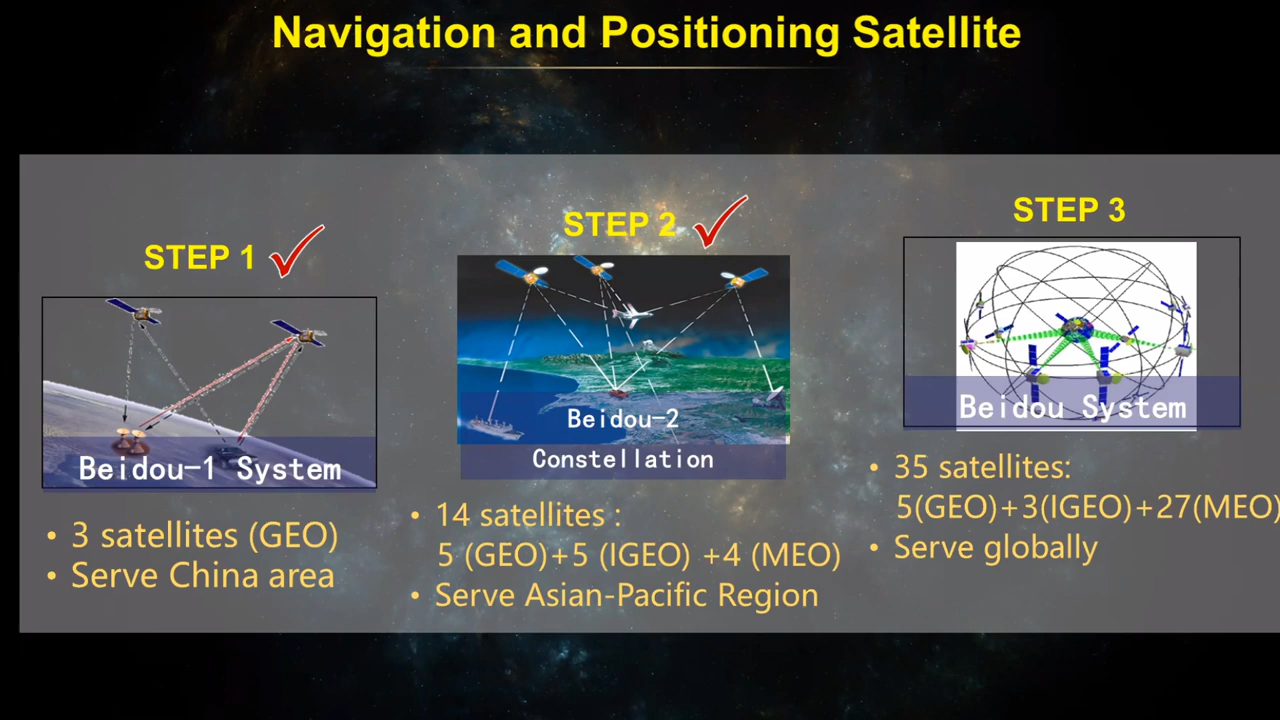 Navigation and Positioning Satellite
STEP 1
Beidou-1 System
• 3 satellites (GEO)
• Serve China area
STEP 2
Beidou-2
Constellation
• 14 satellites :
5 (GEO)+5 (IGEO) +4 (MEO)
• Serve Asian-Pacific Region
STEP 3
Beidou System
• 35 satellites:
5(GEO)+3(IGEO)+27(MEO)
• Serve globally